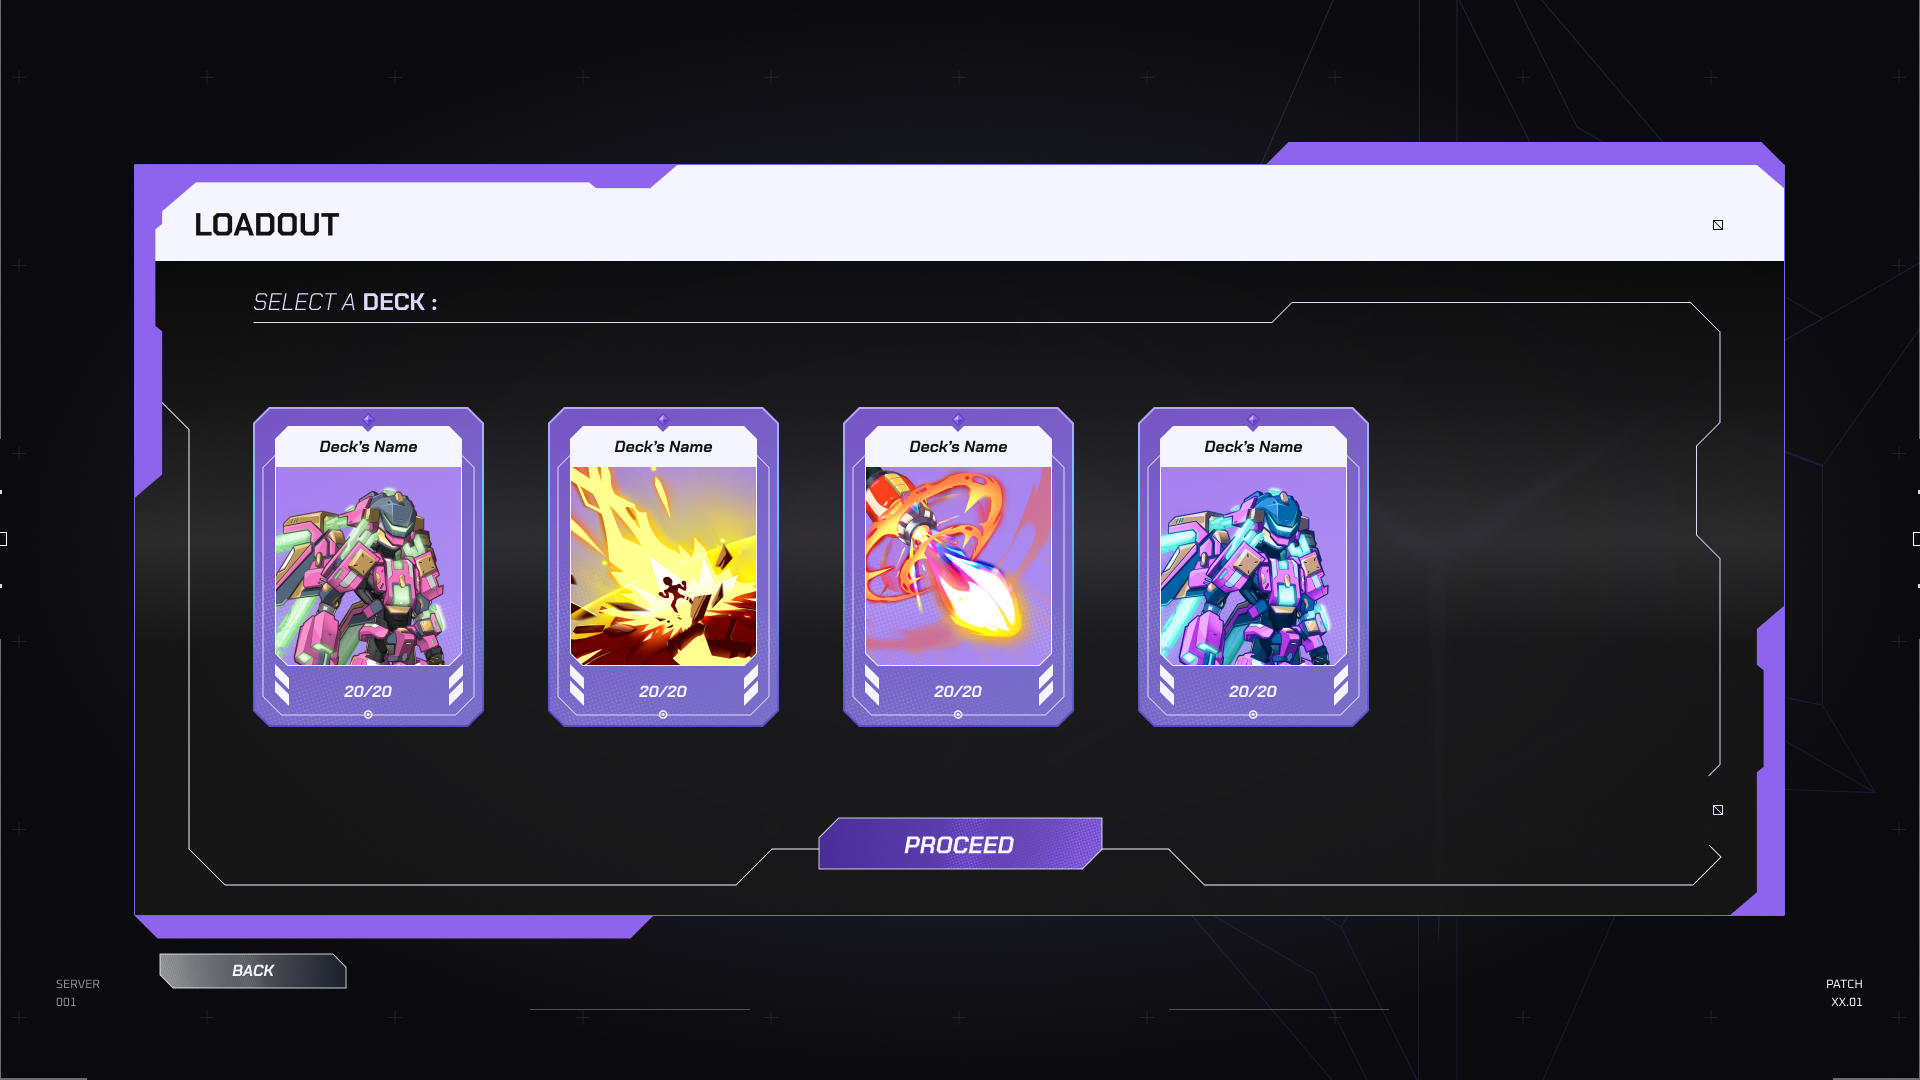 LOADOUT
SELECT A DECK :
Deck's Name
Deck's Name
Deck's Name
Deck's Name
20/20
20/20
20/20
20/20
PROCEED
BACK
SERVER
001
PATCH
XX.01